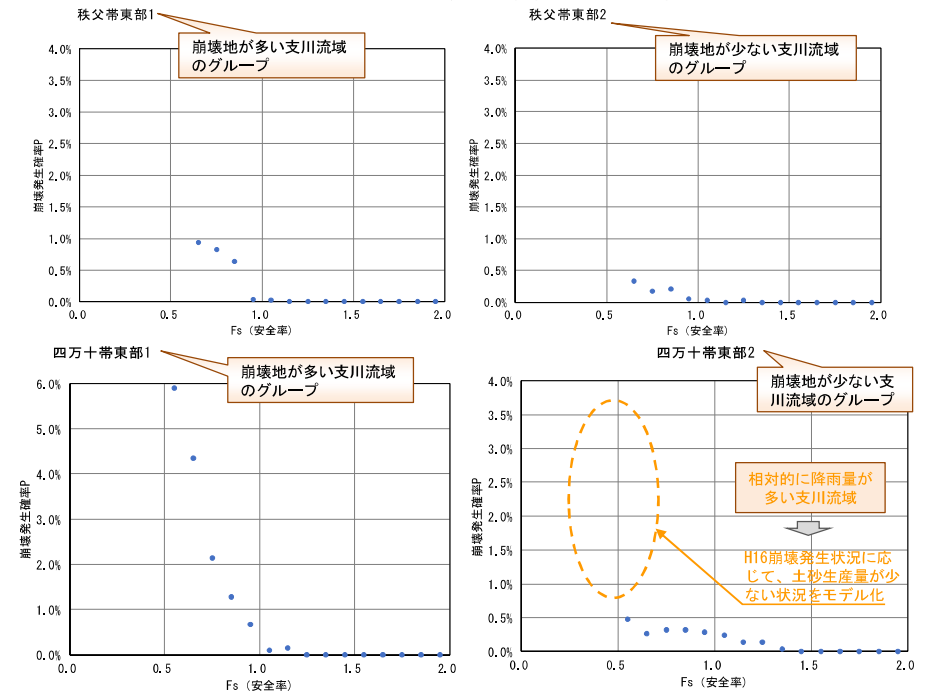 秩父帯東部1
崩壊地が多い支川流域
のグループ
4.0%
3.5%
3.0%
2.5%
2.0%
1.5%
1.0%
0.5%
0.0%
崩壊発生確率P
0.0 0.5 1.0 1.5 2.0
Fs（安全率）
秩父帯東部2
崩壊地が少ない支川流域
のグループ
4.0%
3.5%
3.0%
2.5%
2.0%
1.5%
1.0%
0.5%
0.0%
崩壊発生確率P
0.0 0.5 1.0 1.5 2.0
Fs（安全率）
四万十帯東部1
崩壊地が多い支川流域
のグループ
6.0%
5.0%
4.0%
3.0%
2.0%
1.0%
0.0%
崩壊発生確率P
0.0 0.5 1.0 1.5 2.0
Fs（安全率）
四万十帯東部2
崩壊地が少ない支
川流域のグループ
4.0%
3.5%
3.0%
2.5%
2.0%
1.5%
1.0%
0.5%
0.0%
崩壊発生確率P
相対的に降雨量が
多い支川流域
H16崩壊発生状況に応
じて、土砂生産量が少
ない状況をモデル化
0.0 0.5 1.0 1.5 2.0
Fs（安全率）